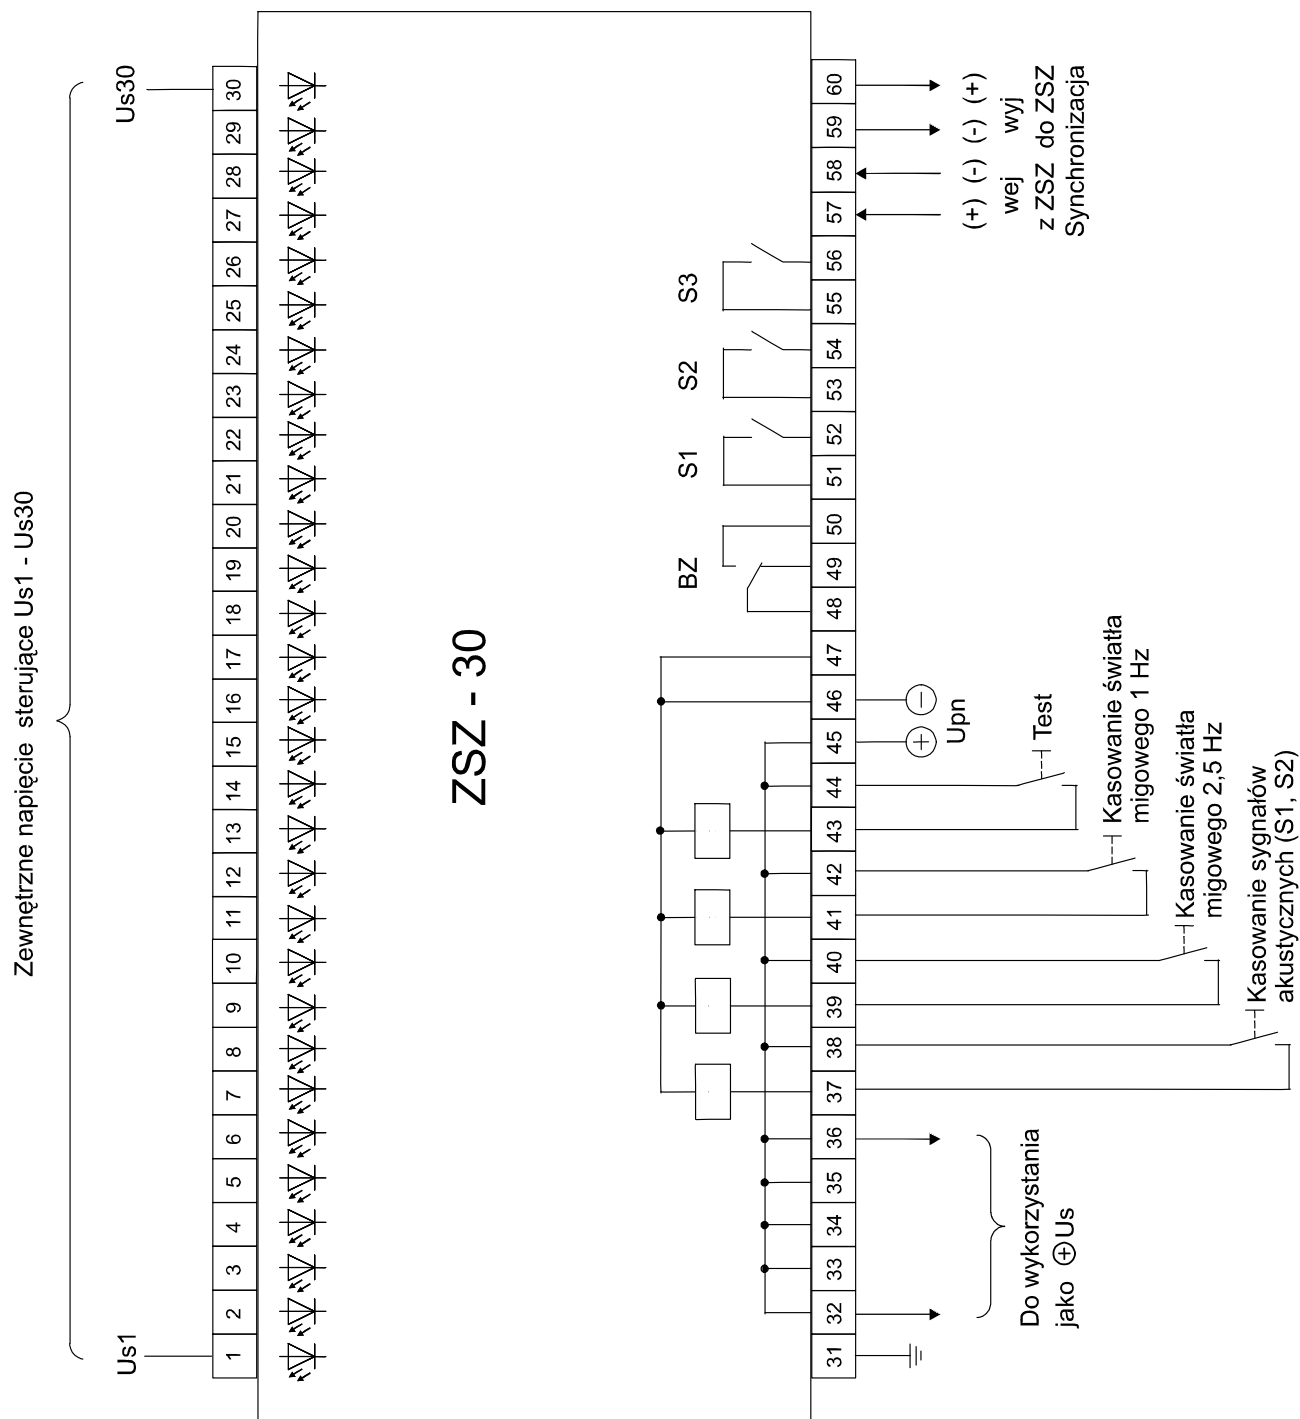 Zewnętrzne napięcie sterujące Us1 - Us30
Us1
Us30
1 2 3 4 5 6 7 8 9 10 11 12 13 14 15 16 17 18 19 20 21 22 23 24 25 26 27 28 29 30
ZSZ - 30
BZ
S1
S2
S3
31 32 33 34 35 36 37 38 39 40 41 42 43 44 45 46 47 48 49 50 51 52 53 54 55 56 57 58 59 60
Do wykorzystania
jako ⊕Us
Kasowanie sygnałów
akustycznych (S1, S2)
Kasowanie światła
migowego 2,5 Hz
Kasowanie światła
migowego 1 Hz
Test
+ −
Upn
(+) (-) (-) (+)
wej wyj
z ZSZ do ZSZ
Synchronizacja